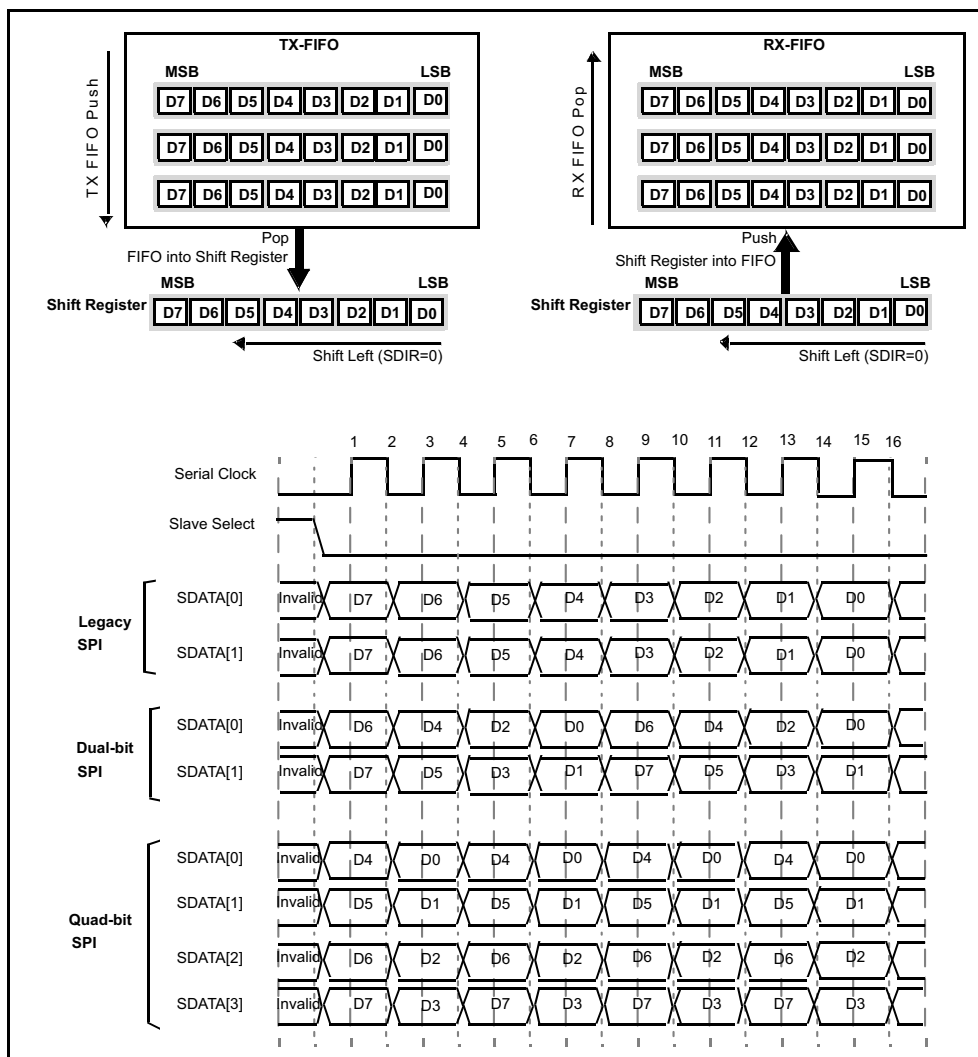 TX-FIFO
MSB LSB
D7 D6 D5 D4 D3 D2 D1 D0
D7 D6 D5 D4 D3 D2 D1 D0
D7 D6 D5 D4 D3 D2 D1 D0
TX FIFO Push
Pop
FIFO into Shift Register
MSB LSB
Shift Register D7 D6 D5 D4 D3 D2 D1 D0
Shift Left (SDIR=0)
RX-FIFO
MSB LSB
D7 D6 D5 D4 D3 D2 D1 D0
D7 D6 D5 D4 D3 D2 D1 D0
D7 D6 D5 D4 D3 D2 D1 D0
RX FIFO Pop
Push
Shift Register into FIFO
MSB LSB
Shift Register D7 D6 D5 D4 D3 D2 D1 D0
Shift Left (SDIR=0)
1 2 3 4 5 6 7 8 9 10 11 12 13 14 15 16
Serial Clock
Slave Select
Legacy
SPI
SDATA[0] Invalid D7 D6 D5 D4 D3 D2 D1 D0
SDATA[1] Invalid D7 D6 D5 D4 D3 D2 D1 D0
Dual-bit
SPI
SDATA[0] Invalid D6 D4 D2 D0 D6 D4 D2 D0
SDATA[1] Invalid D7 D5 D3 D1 D7 D5 D3 D1
Quad-bit
SPI
SDATA[0] Invalid D4 D0 D4 D0 D4 D0 D4 D0
SDATA[1] Invalid D5 D1 D5 D1 D5 D1 D5 D1
SDATA[2] Invalid D6 D2 D6 D2 D6 D2 D6 D2
SDATA[3] Invalid D7 D3 D7 D3 D7 D3 D7 D3